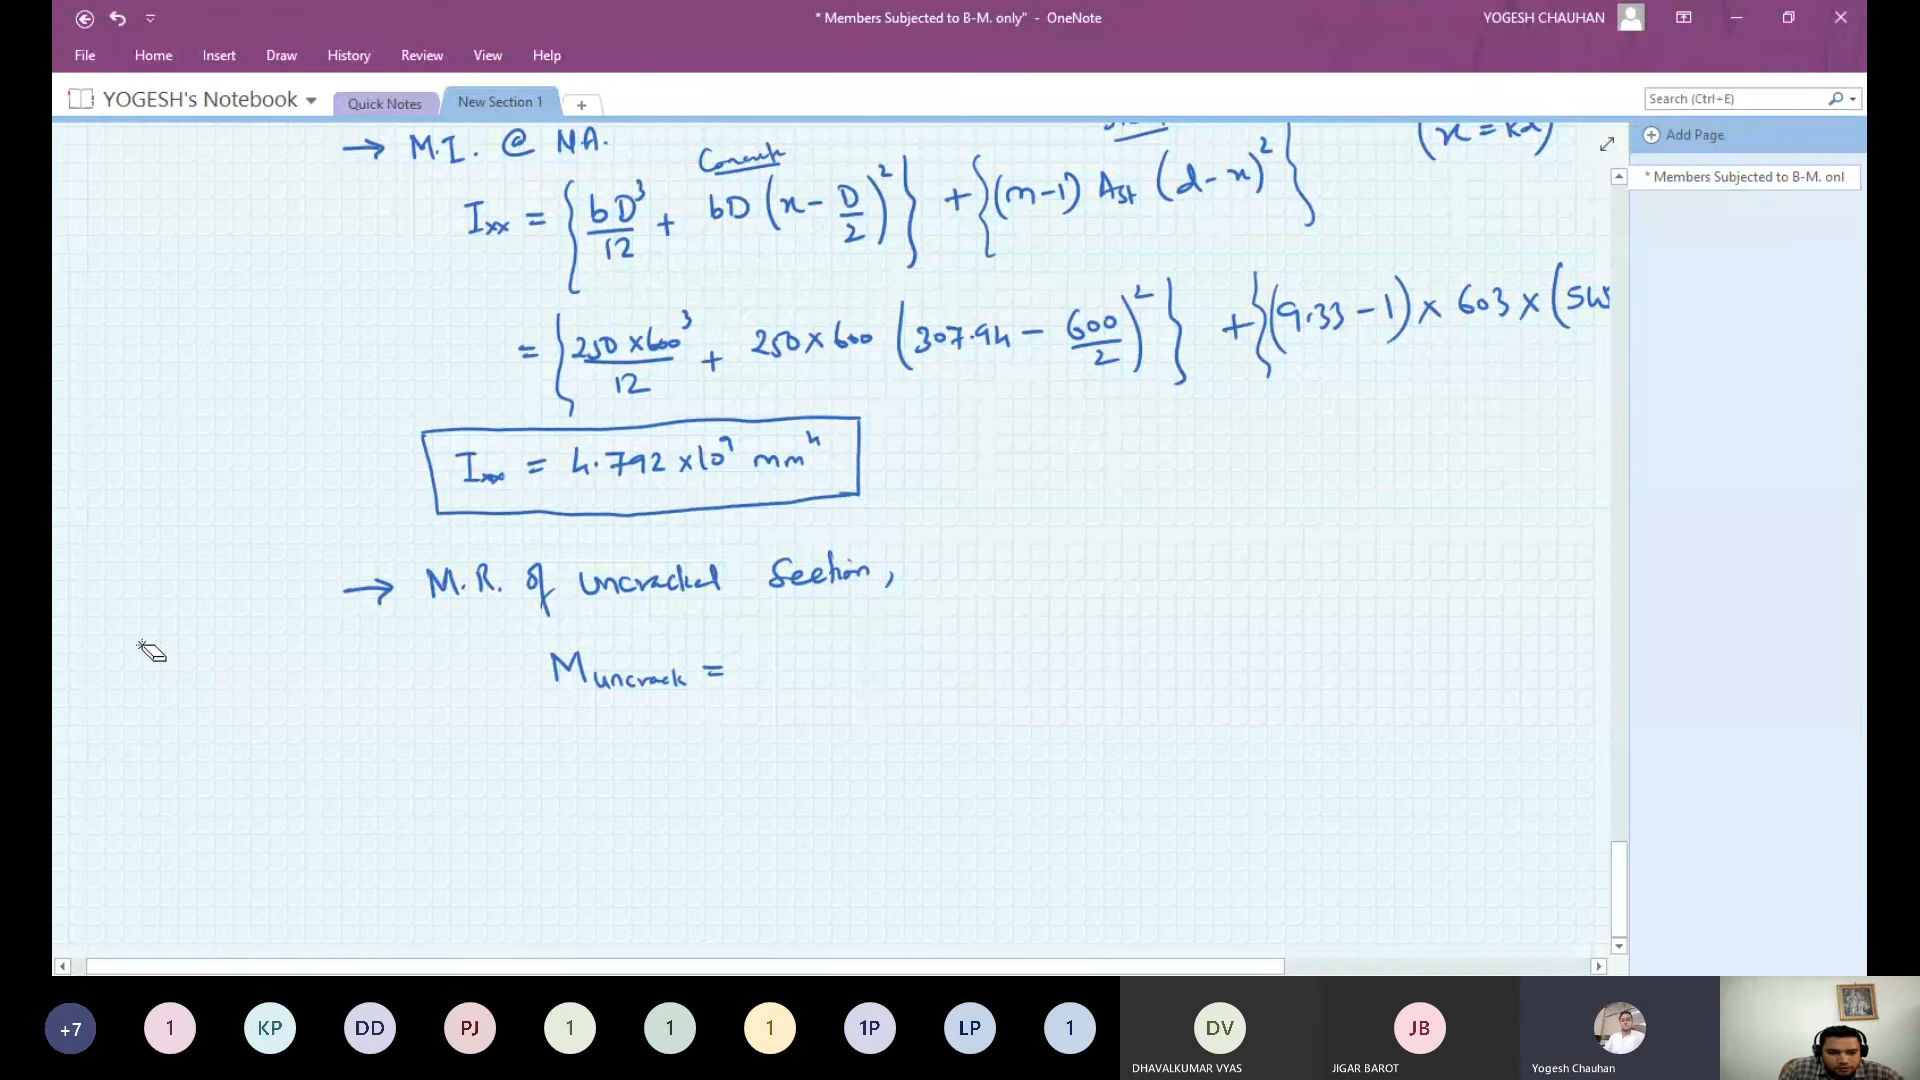 * Members Subjected to B-M. only" - OneNote
YOGESH CHAUHAN
File Home Insert Draw History Review View Help
YOGESH's Notebook
Quick Notes
New Section 1
Search (Ctrl+E)
Add Page
* Members Subjected to B-M. onl
→ M.I. @ NA.
Concrete
Ixx = { bD³/12 + bD (x - D/2)² } + { (m-1) Ast (d-x)² }
= { 250 x 600³/12 + 250 x 600 (307.94 - 600/2)² } + { (9.33 - 1) x 603 x (54
Ixx = 4.792 x 10⁹ mm⁴
→ M.R. of uncracked Section,
M uncrack =
+7 1 KP DD PJ 1 1 1 1P LP 1 DV JB
DHAVALKUMAR VYAS
JIGAR BAROT
Yogesh Chauhan